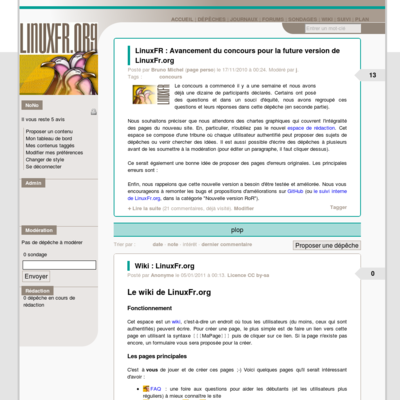 LINUXFR.ORG
ACCUEIL DÉPÊCHES JOURNAUX FORUMS SONDAGES WIKI SUIVI PLAN
LinuxFR : Avancement du concours pour la future version de
LinuxFr.org
Posté par Bruno Michel (page perso) le 17/11/2010 à 00:24. Modéré par j
Tags : concours
13
Le concours a commencé il y a une semaine et nous avons
déjà une dizaine de participants déclarés. Certains ont posé
des questions et dans un souci d'équité, nous avons regroupé ces
questions et leurs réponses dans cette dépêche (en seconde partie).
Nous souhaitons préciser que nous attendons des chartes graphiques qui couvrent l'intégralité
des pages du nouveau site. En, particulier, n'oubliez pas le nouvel espace de rédaction. Cet
espace se compose d'une tribune où chaque utilisateur authentifié peut proposer des sujets de
dépêches ou venir chercher des idées. Il est aussi possible d'écrire des dépêches à plusieurs
avant de les soumettre à la modération (pour éditer un paragraphe, il faut cliquer dessus).
Ce serait également une bonne idée de proposer des pages d'erreurs originales. Les principales
erreurs sont :
Enfin, nous rappelons que cette nouvelle version a besoin d'être testée et améliorée. Nous vous
encourageons à remonter les bugs et propositions d'améliorations sur GitHub (ou le suivi interne
de LinuxFr.org, dans la catégorie "Nouvelle version RoR").
Lire la suite (21 commentaires, déjà visité). Modifier
Tagger
NoNo
Il vous reste 5 avis
Proposer un contenu
Mon tableau de bord
Mes contenus taggés
Modifier mes préférences
Changer de style
Se déconnecter
Admin
Modération
Pas de dépêche à modérer
0 sondage
Envoyer
Rédaction
0 dépêche en cours de
rédaction
plop
Trier par : date - note - intérêt - dernier commentaire
Proposer une dépêche
Wiki : LinuxFr.org
Posté par Anonyme le 05/01/2011 à 00:13. Licence CC by-sa
0
Le wiki de LinuxFr.org
Fonctionnement
Cet espace est un wiki, c'est-à-dire un endroit où tous les utilisateurs (du moins, ceux qui sont
authentifiés) peuvent écrire. Pour créer une page, le plus simple est de faire un lien vers cette
page en utilisant la syntaxe [[[MaPage]]] puis de cliquer sur ce lien. Si la page n'existe pas
encore, un formulaire vous sera proposée pour la créer.
Les pages principales
C'est à vous de jouer et de créer ces pages ;-) Voici quelques pages qu'il serait intéressant
d'avoir :
FAQ : une foire aux questions pour aider les débutants (et les utilisateurs plus
réguliers) à mieux connaître le site